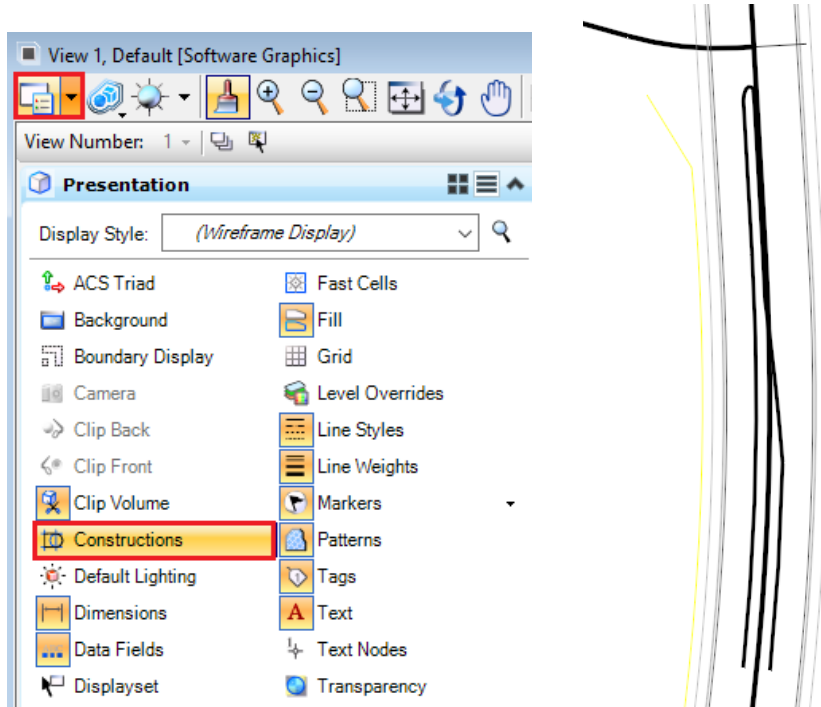 View 1, Default [Software Graphics]
View Number: 1
Presentation
Display Style: (Wireframe Display)
ACS Triad
Fast Cells
Background
Fill
Boundary Display
Grid
Camera
Level Overrides
Clip Back
Line Styles
Clip Front
Line Weights
Clip Volume
Markers
Constructions
Patterns
Default Lighting
Tags
Dimensions
A Text
Data Fields
Text Nodes
Displayset
Transparency